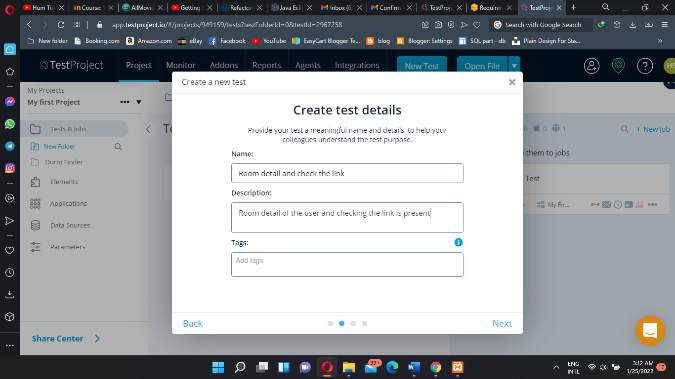 Hum Tu
Course
AllMovi
Getting
Refactor
Java Ecl
Inbox (6
Confirm
TestProj
Requirer
TestProje
app.testproject.io/#/projects/949159/tests?testFolderId=0&testId=2967258
Search with Google Search
New folder
Booking.com
Amazon.com
eBay
Facebook
YouTube
EasyCart Blogger Te...
blog
Blogger: Settings
SQL part - db
Plain Design For Sta...
TestProject
Project
Monitor
Addons
Reports
Agents
Integrations
New Test
Open File
HS
My Projects
My first Project
Tests & Jobs
New Folder
Dorm Finder
Elements
Applications
Data Sources
Parameters
Share Center
Te
0
1
New Job
them to jobs
Test
My Fir...
Create a new test
Create test details
Provide your test a meaningful name and details, to help your
colleagues understand the test purpose.
Name:
Room detail and check the link
Description:
Room detail of the user and checking the link is present
Tags:
Add tags
Back
Next
99+
ENG
INTL
3:12 AM
1/25/2022